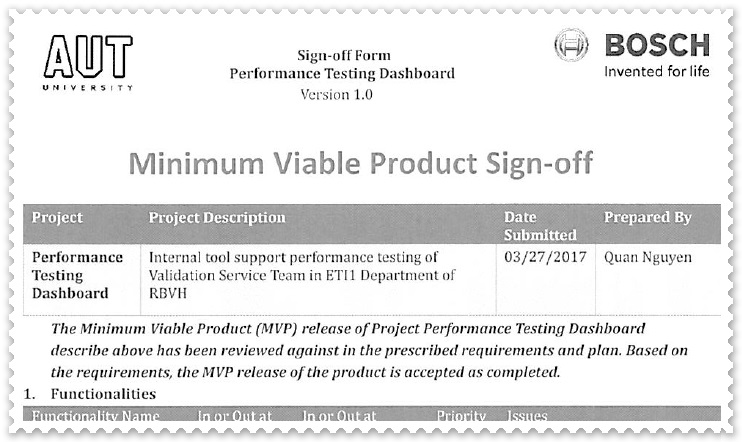 AUT
UNIVERSITY
Sign-off Form
Performance Testing Dashboard
Version 1.0
BOSCH
Invented for life
Minimum Viable Product Sign-off
Project Project Description Date Submitted Prepared By
Performance Testing Dashboard
Internal tool support performance testing of
Validation Service Team in ETI1 Department of
RBVH
03/27/2017 Quan Nguyen
The Minimum Viable Product (MVP) release of Project Performance Testing Dashboard
describe above has been reviewed against in the prescribed requirements and plan. Based on
the requirements, the MVP release of the product is accepted as completed.
1. Functionalities
Functionality Name In or Out at In or Out at Priority Issues